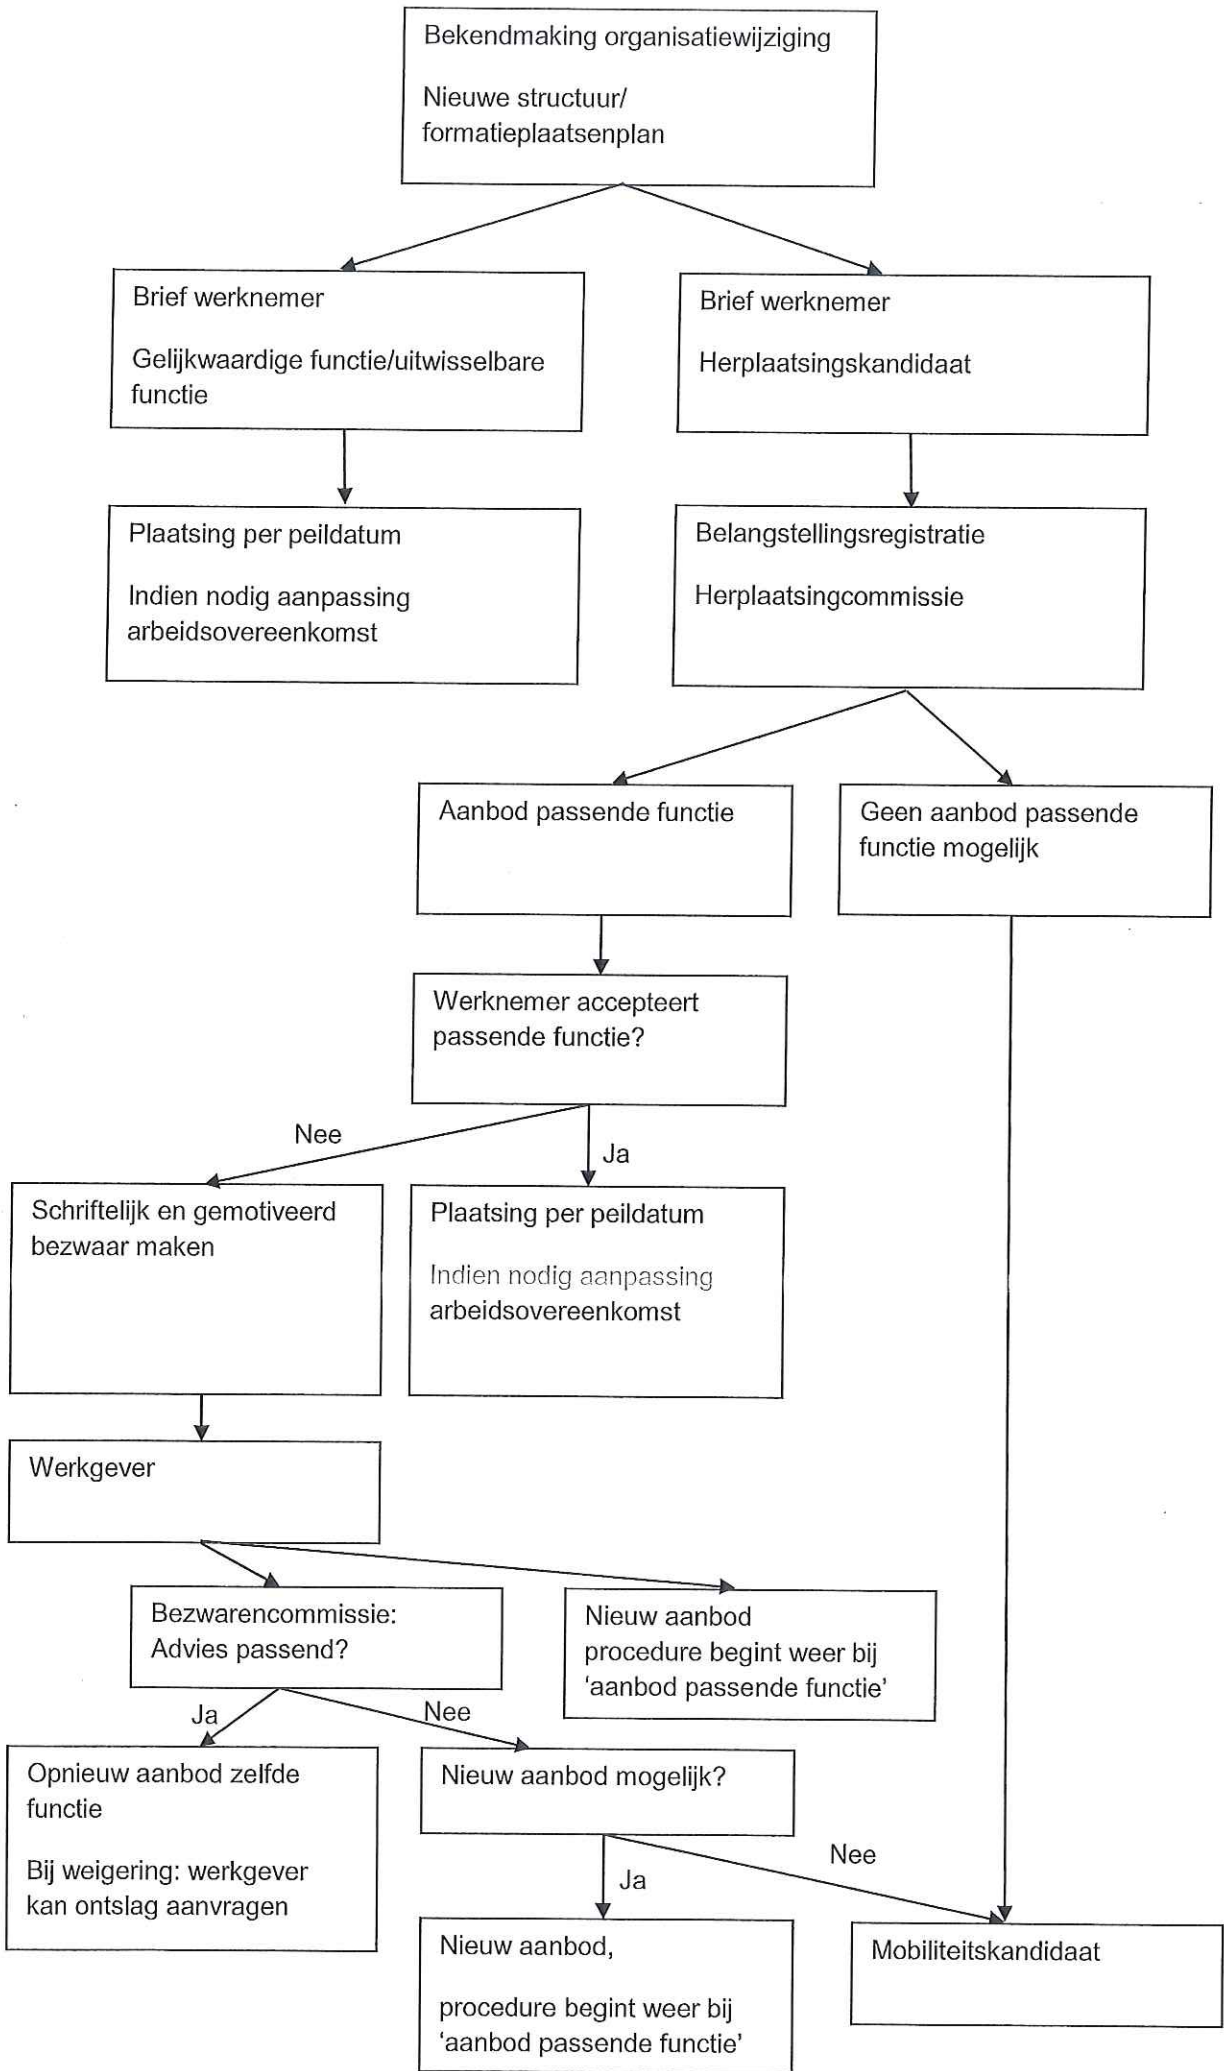 Bekendmaking organisatiewijziging
Nieuwe structuur/
formatieplaatsenplan
Brief werknemer
Gelijkwaardige functie/uitwisselbare
functie
Brief werknemer
Herplaatsingskandidaat
Plaatsing per peildatum
Indien nodig aanpassing
arbeidsovereenkomst
Belangstellingsregistratie
Herplaatsingcommissie
Aanbod passende functie
Geen aanbod passende
functie mogelijk
Werknemer accepteert
passende functie?
Nee
Ja
Schriftelijk en gemotiveerd
bezwaar maken
Plaatsing per peildatum
Indien nodig aanpassing
arbeidsovereenkomst
Werkgever
Bezwarencommissie:
Advies passend?
Nieuw aanbod
procedure begint weer bij
‘aanbod passende functie’
Ja
Nee
Opnieuw aanbod zelfde
functie
Bij weigering: werkgever
kan ontslag aanvragen
Nieuw aanbod mogelijk?
Ja
Nee
Nieuw aanbod,
procedure begint weer bij
‘aanbod passende functie’
Mobiliteitskandidaat